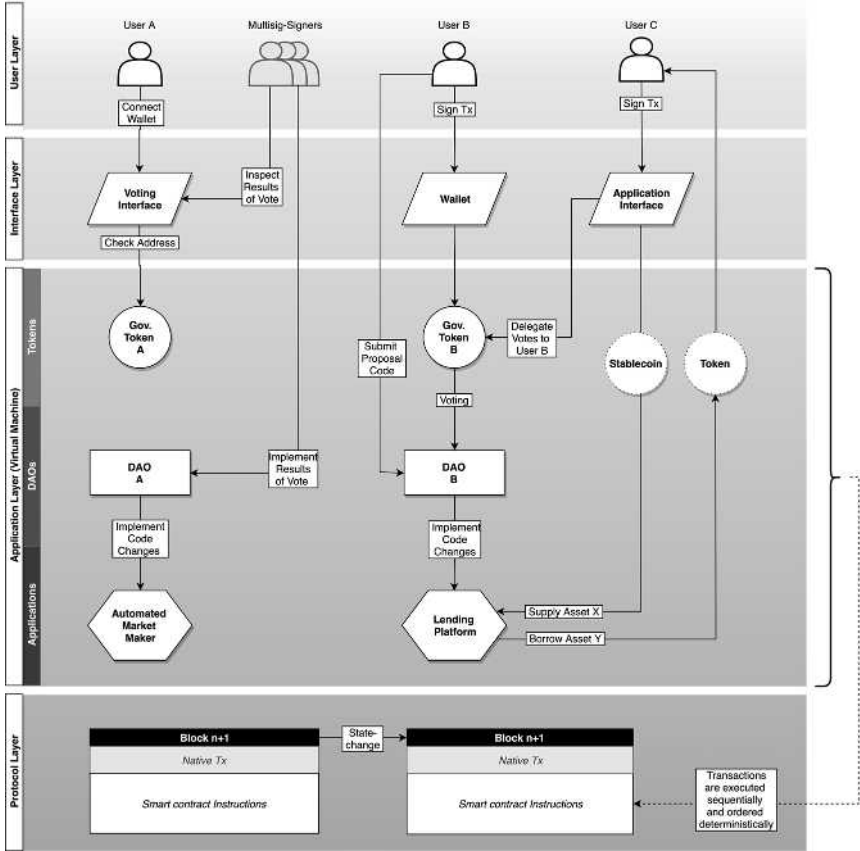 User Layer
User A
Multisig-Signers
User B
User C
Connect
Wallet
Sign Tx
Sign Tx
Interface Layer
Voting
Interface
Inspect
Results
of Vote
Wallet
Application
Interface
Check Address
Application Layer (Virtual Machine)
Tokens
Gov.
Token
A
Submit
Proposal
Code
Gov.
Token
B
Delegate
Votes to
User B
Stablecoin
Token
Voting
DAOs
DAO
A
Implement
Results
of Vote
DAO
B
Implement
Code
Changes
Implement
Code
Changes
Applications
Automated
Market
Maker
Lending
Platform
Supply Asset X
Borrow Asset Y
Protocol Layer
Block n+1
Native Tx
Smart contract Instructions
State-
change
Block n+1
Native Tx
Smart contract Instructions
Transactions
are executed
sequentially
and ordered
deterministically